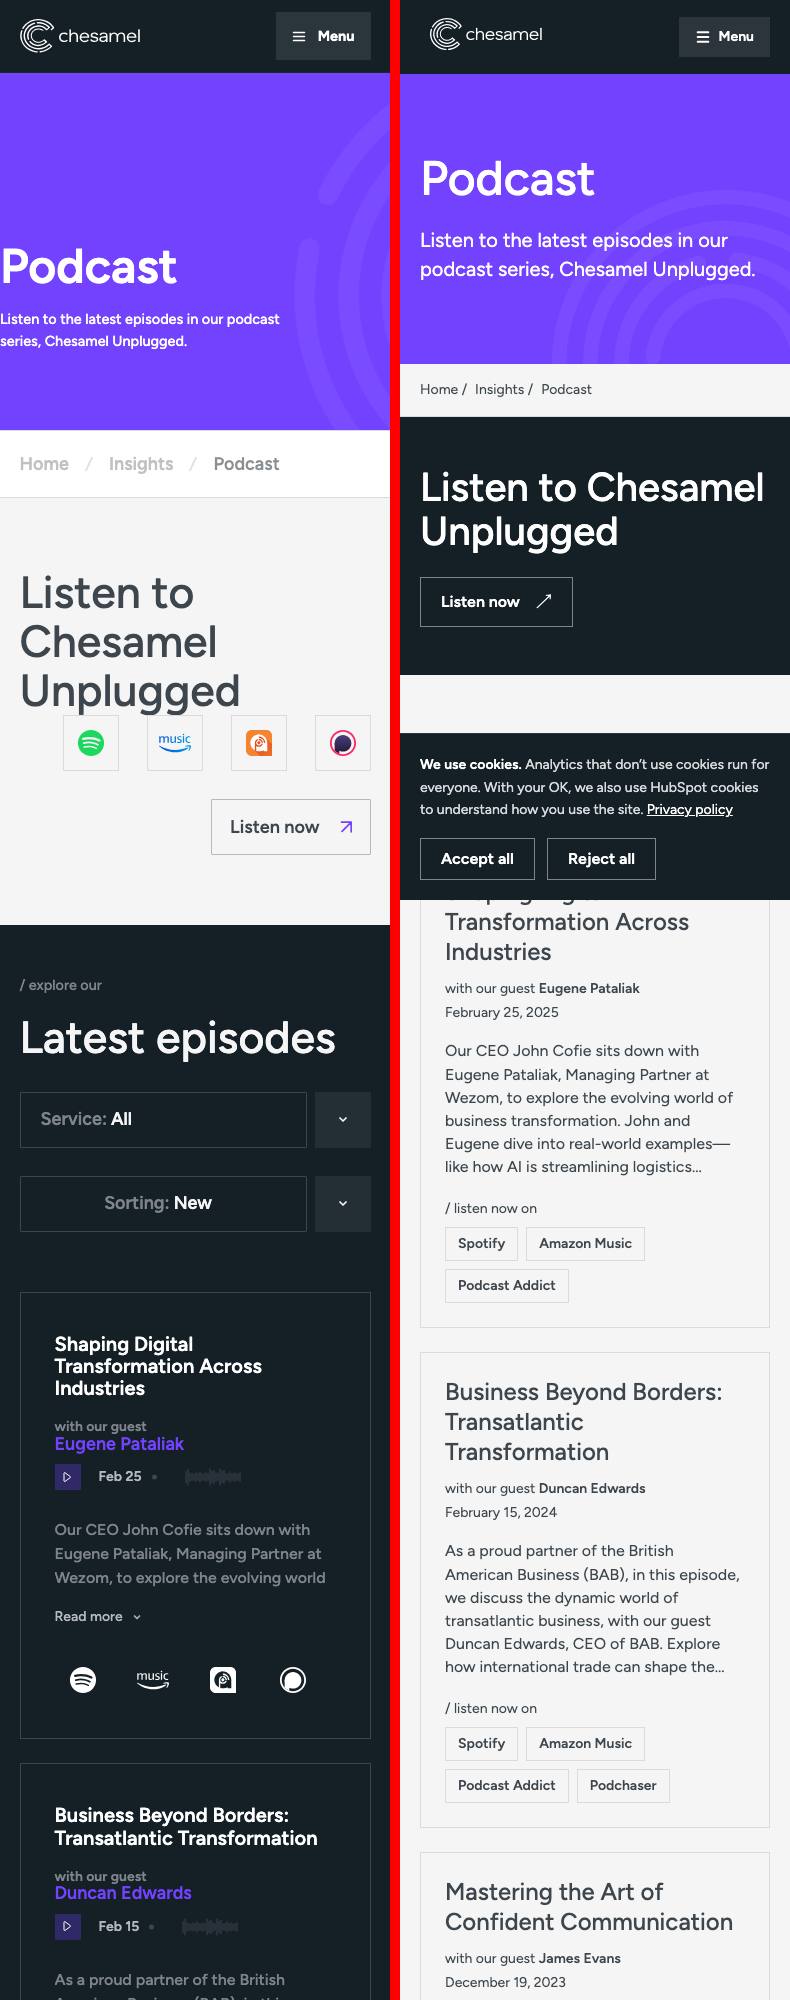 chesamel
Menu
Podcast
Listen to the latest episodes in our podcast
series, Chesamel Unplugged.
Home / Insights / Podcast
Listen to
Chesamel
Unplugged
music
Listen now
/ explore our
Latest episodes
Service: All
Sorting: New
Shaping Digital
Transformation Across
Industries
with our guest
Eugene Pataliak
Feb 25
Our CEO John Cofie sits down with
Eugene Pataliak, Managing Partner at
Wezom, to explore the evolving world
Read more
music
Business Beyond Borders:
Transatlantic Transformation
with our guest
Duncan Edwards
Feb 15
As a proud partner of the British
chesamel
Menu
Podcast
Listen to the latest episodes in our
podcast series, Chesamel Unplugged.
Home / Insights / Podcast
Listen to Chesamel
Unplugged
Listen now
We use cookies. Analytics that don't use cookies run for
everyone. With your OK, we also use HubSpot cookies
to understand how you use the site. Privacy policy
Accept all
Reject all
Transformation Across
Industries
with our guest Eugene Pataliak
February 25, 2025
Our CEO John Cofie sits down with
Eugene Pataliak, Managing Partner at
Wezom, to explore the evolving world of
business transformation. John and
Eugene dive into real-world examples—
like how AI is streamlining logistics...
/ listen now on
Spotify
Amazon Music
Podcast Addict
Business Beyond Borders:
Transatlantic
Transformation
with our guest Duncan Edwards
February 15, 2024
As a proud partner of the British
American Business (BAB), in this episode,
we discuss the dynamic world of
transatlantic business, with our guest
Duncan Edwards, CEO of BAB. Explore
how international trade can shape the...
/ listen now on
Spotify
Amazon Music
Podcast Addict
Podchaser
Mastering the Art of
Confident Communication
with our guest James Evans
December 19, 2023